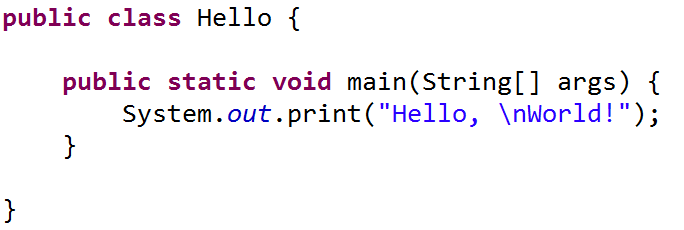 public class Hello {
public static void main(String[] args) {
System.out.print("Hello, \nWorld!");
}
}